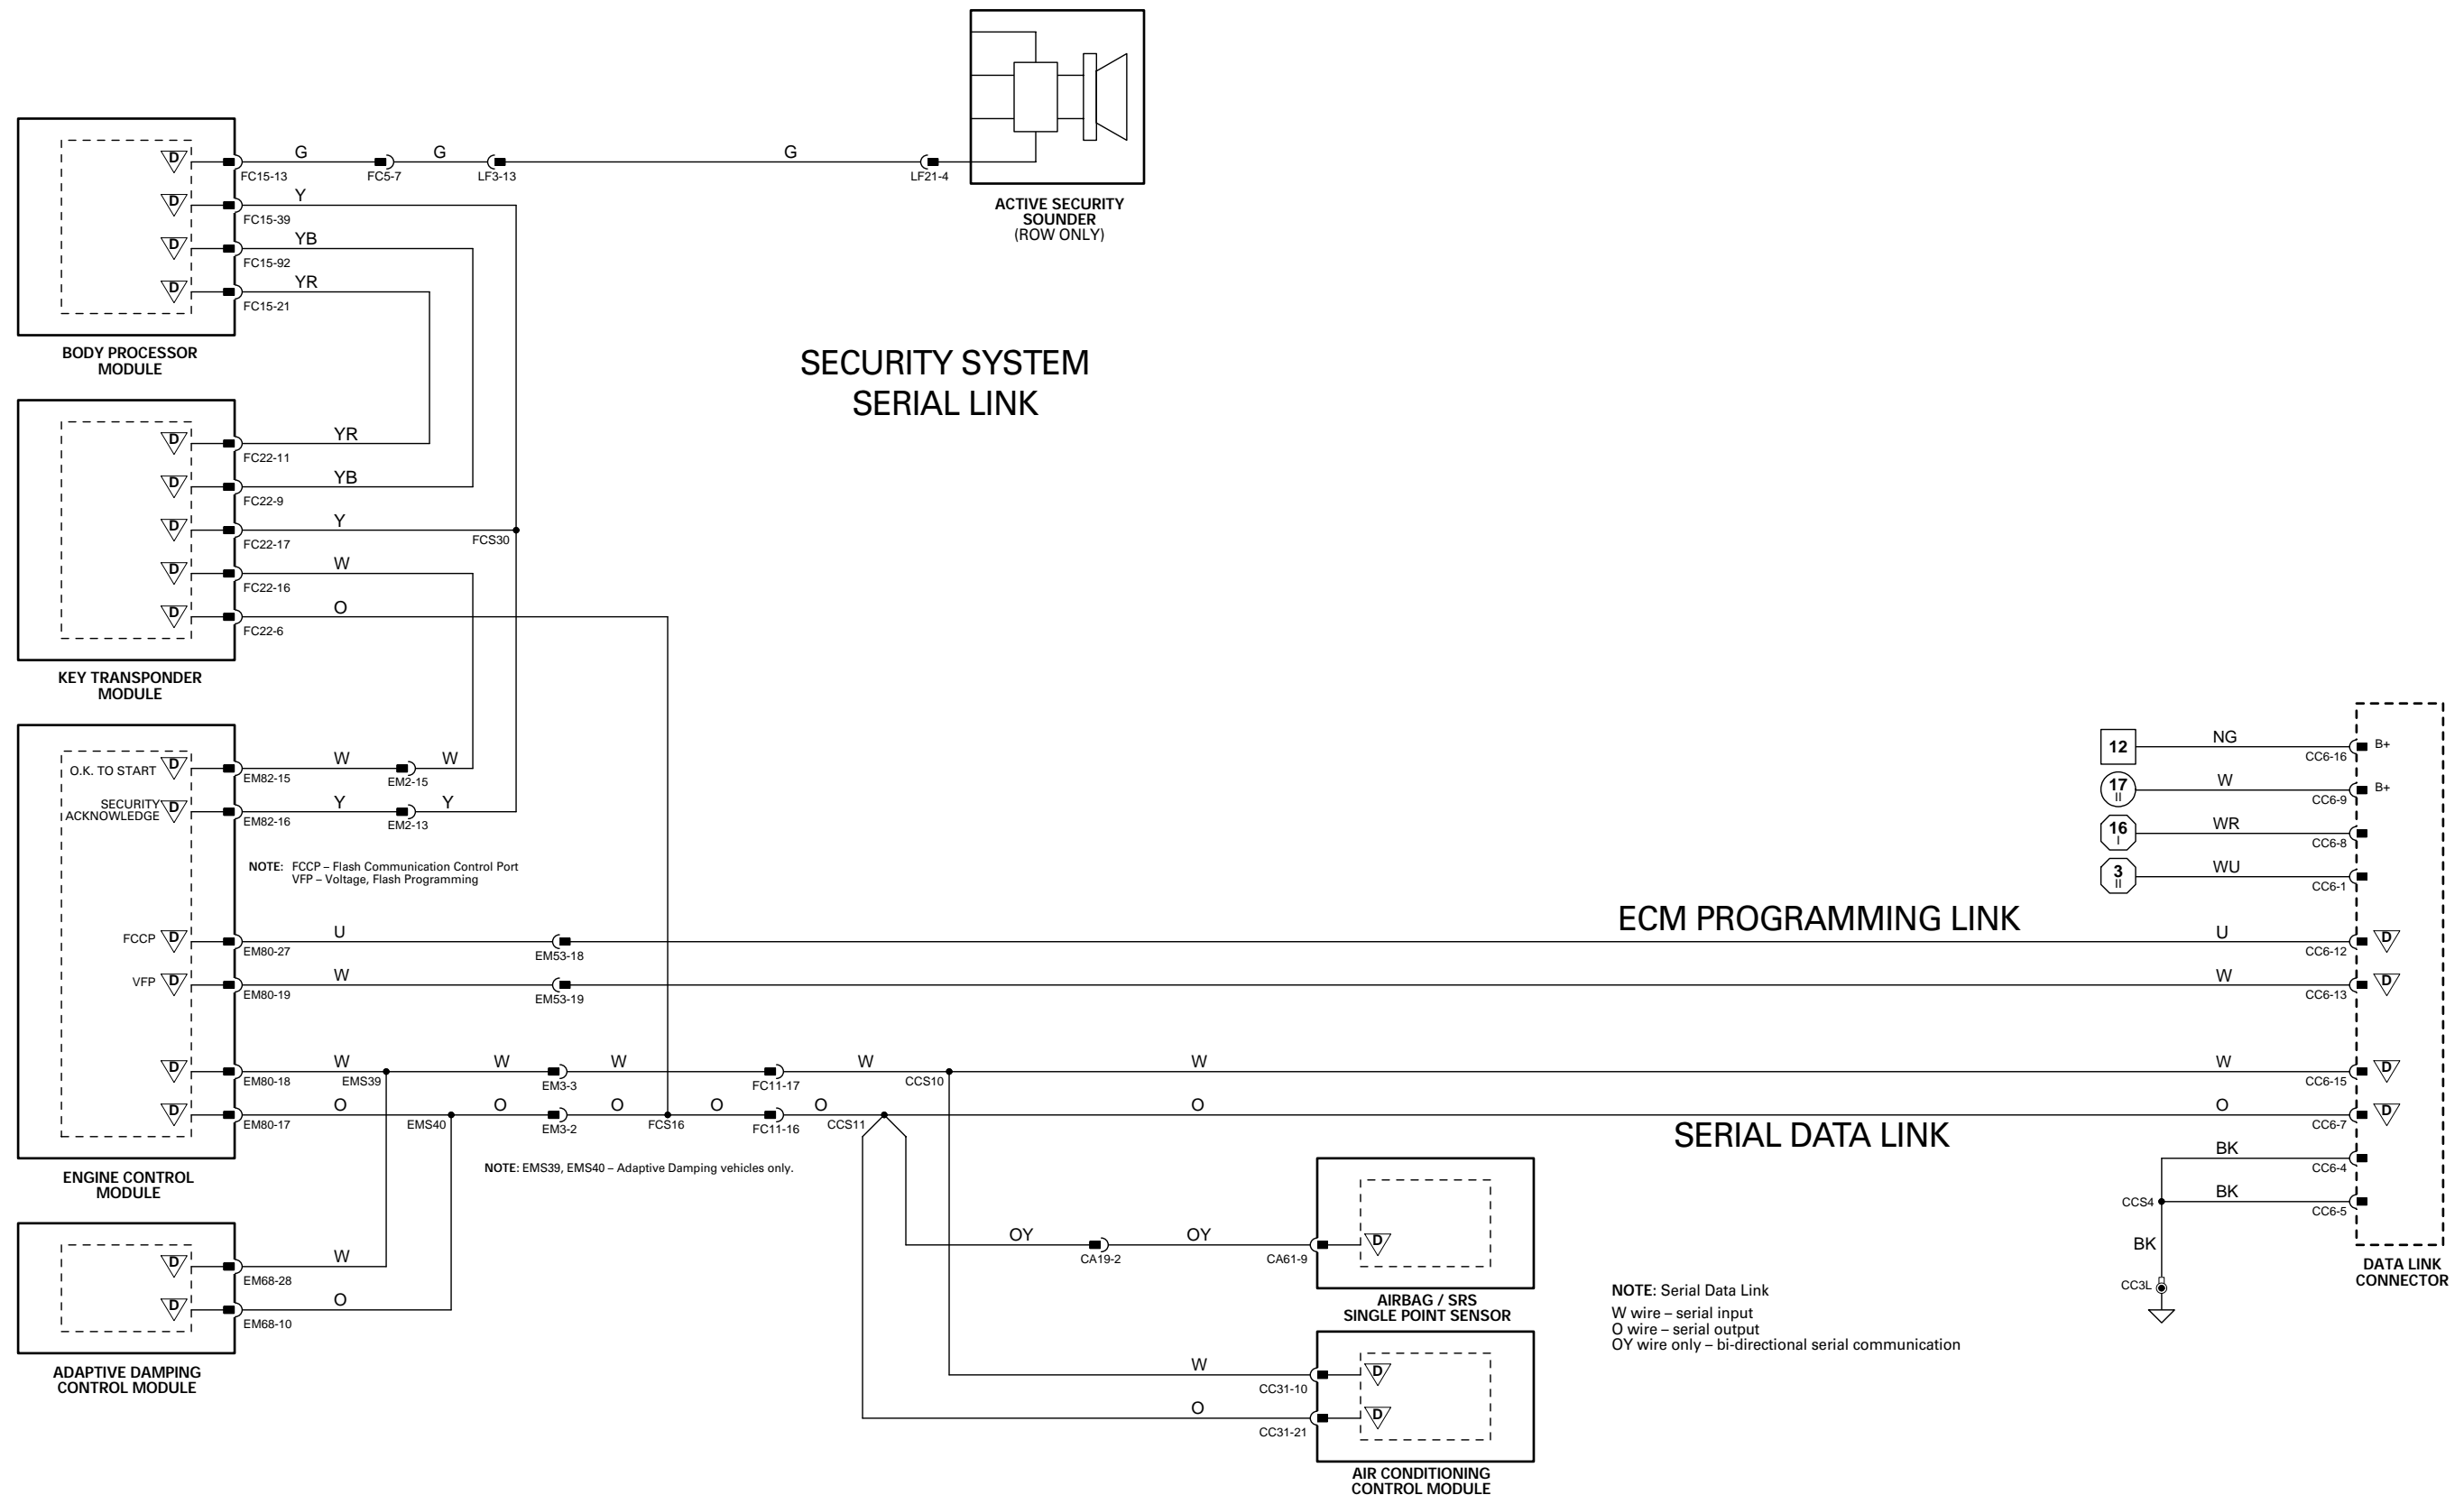 D
G
G
G
FC15-13
FC5-7
LF3-13
LF21-4
D
Y
FC15-39
D
YB
FC15-92
D
YR
FC15-21
BODY PROCESSOR
MODULE
ACTIVE SECURITY
SOUNDER
(ROW ONLY)
SECURITY SYSTEM
SERIAL LINK
D
YR
FC22-11
D
YB
FC22-9
D
Y
FC22-17
FCS30
D
W
FC22-16
D
O
FC22-6
KEY TRANSPONDER
MODULE
O.K. TO START
D
W
W
EM82-15
EM2-15
SECURITY
ACKNOWLEDGE
D
Y
Y
EM82-16
EM2-13
NOTE: FCCP – Flash Communication Control Port
VFP – Voltage, Flash Programming
12
NG
CC6-16
B+
17
II
W
CC6-9
B+
16
I
WR
CC6-8
3
II
WU
CC6-1
ECM PROGRAMMING LINK
FCCP
D
U
EM80-27
EM53-18
U
CC6-12
D
VFP
D
W
EM80-19
EM53-19
W
CC6-13
D
D
W
W
W
W
W
W
EM80-18
EMS39
EM3-3
FC11-17
CCS10
CC6-15
D
D
O
O
O
O
O
O
O
EM80-17
EMS40
EM3-2
FCS16
FC11-16
CCS11
CC6-7
D
SERIAL DATA LINK
NOTE: EMS39, EMS40 – Adaptive Damping vehicles only.
ENGINE CONTROL
MODULE
BK
CC6-4
CCS4
BK
CC6-5
BK
CC3L
DATA LINK
CONNECTOR
D
W
EM68-28
D
O
EM68-10
ADAPTIVE DAMPING
CONTROL MODULE
OY
OY
CA19-2
CA61-9
D
AIRBAG / SRS
SINGLE POINT SENSOR
NOTE: Serial Data Link
W wire – serial input
O wire – serial output
OY wire only – bi-directional serial communication
W
CC31-10
D
O
CC31-21
D
AIR CONDITIONING
CONTROL MODULE